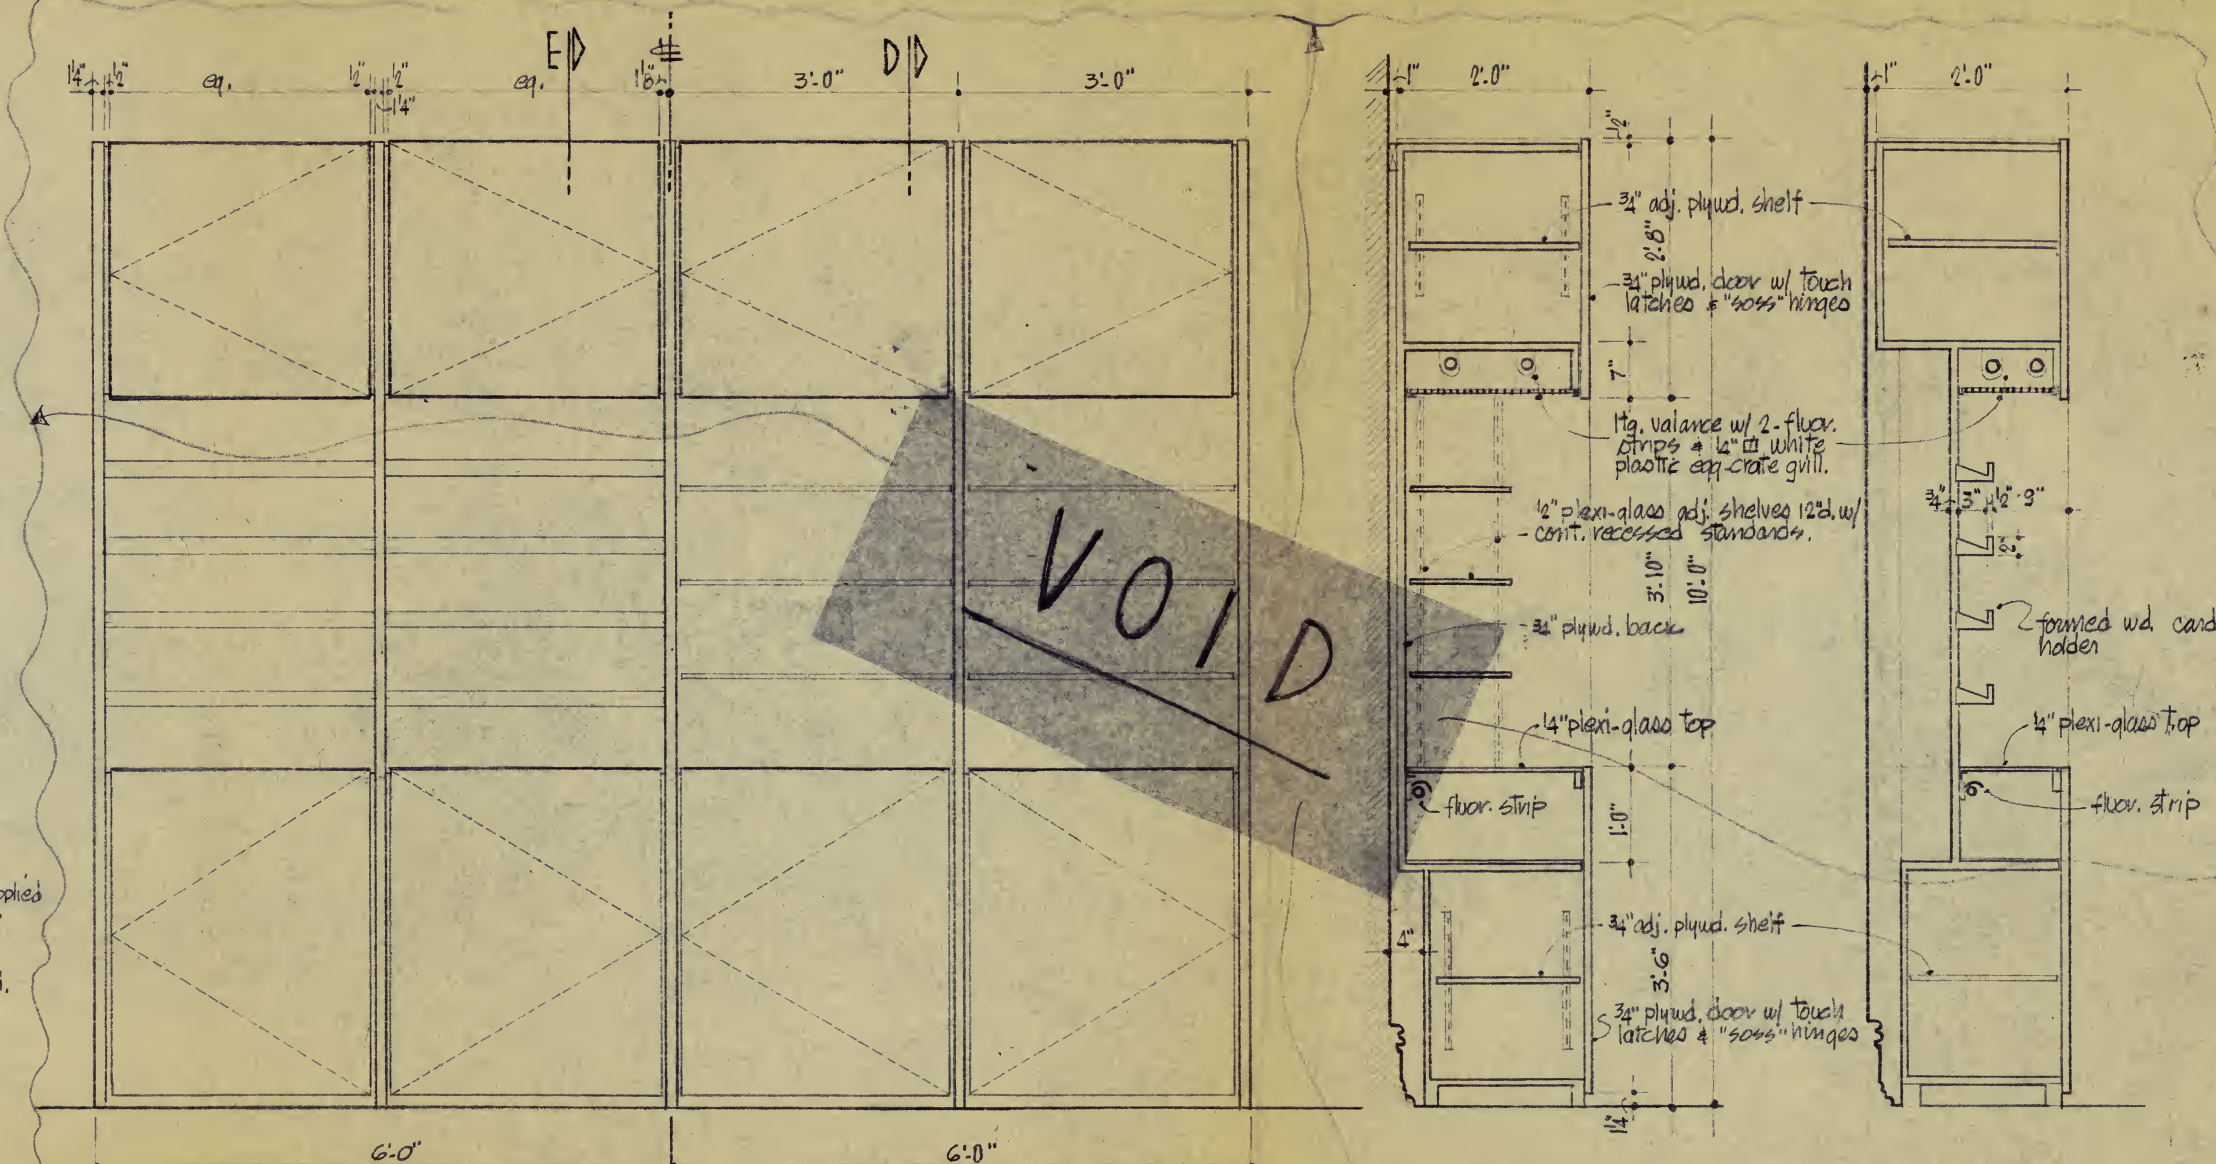 1¼" ½" eq. ½" ½" eq. 1⅛" 3'-0" 3'-0"
1¼"
E D
1" 2'-0" 1" 2'-0"
½"
¾" adj. plywd. shelf
2'-8"
¾" plywd. door w/ touch
latches & "soss" hinges
7"
ltg. valance w/ 2-fluor.
strips & ½" white
plastic egg-crate grill.
½" plexi-glass adj. shelves 12"d. w/
cont. recessed standards.
¾" 3" 1½" 9"
2"
3'-10"
10'-0"
VOID
¾" plywd. back
formed wd. card
holder
¼" plexi-glass top
¼" plexi-glass top
fluor. strip
fluor. strip
1'-0"
4"
¾" adj. plywd. shelf
3'-6"
¾" plywd. door w/ touch
latches & "soss" hinges
1¼"
6'-0" 6'-0"